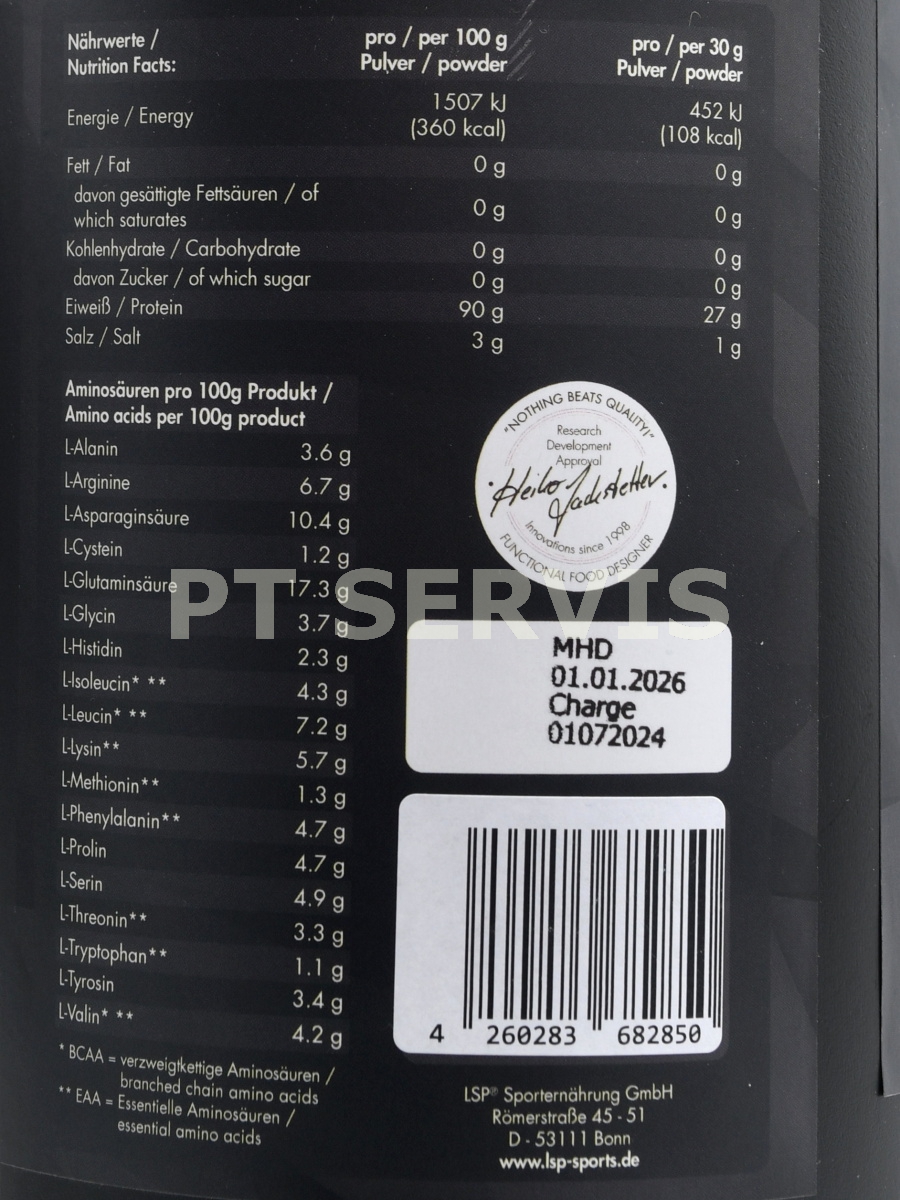 Nährwerte / pro / per 100 g pro / per 30 g
Nutrition Facts: Pulver / powder Pulver / powder
Energie / Energy 1507 kJ 452 kJ
(360 kcal) (108 kcal)
Fett / Fat 0 g 0 g
davon gesättigte Fettsäuren / of
which saturates 0 g 0 g
Kohlenhydrate / Carbohydrate 0 g 0 g
davon Zucker / of which sugar 0 g 0 g
Eiweiß / Protein 90 g 27 g
Salz / Salt 3 g 1 g
Aminosäuren pro 100g Produkt /
Amino acids per 100g product
L-Alanin 3.6 g
L-Arginine 6.7 g
L-Asparaginsäure 10.4 g
L-Cystein 1.2 g
L-Glutaminsäure 17.3 g
L-Glycin 3.7 g
L-Histidin 2.3 g
L-Isoleucin* ** 4.3 g
L-Leucin* ** 7.2 g
L-Lysin** 5.7 g
L-Methionin** 1.3 g
L-Phenylalanin** 4.7 g
L-Prolin 4.7 g
L-Serin 4.9 g
L-Threonin** 3.3 g
L-Tryptophan** 1.1 g
L-Tyrosin 3.4 g
L-Valin* ** 4.2 g
* BCAA = verzweigtkettige Aminosäuren /
branched chain amino acids
** EAA = Essentielle Aminosäuren /
essential amino acids
"NOTHING BEATS QUALITY!"
Research
Development
Approval
Heiko Jackstetter.
Innovations since 1998
FUNCTIONAL FOOD DESIGNER
PT SERVIS
MHD
01.01.2026
Charge
01072024
4 260283 682850
LSP® Sporternährung GmbH
Römerstraße 45 - 51
D - 53111 Bonn
www.lsp-sports.de